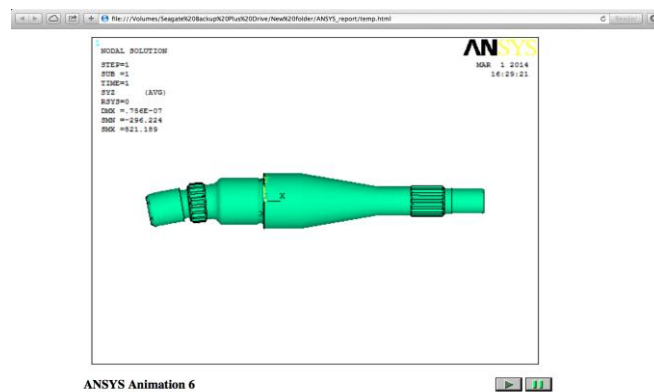 file:///Volumes/Seagate%20Backup%20Plus%20Drive/New%20folder/ANSYS_report/temp.html
Reader
1
NODAL SOLUTION
STEP=1
SUB =1
TIME=1
SYZ (AVG)
RSYS=0
DMX =.756E-07
SMN =-296.224
SMX =521.189
ANSYS
MAR 1 2014
16:29:21
X
ANSYS Animation 6